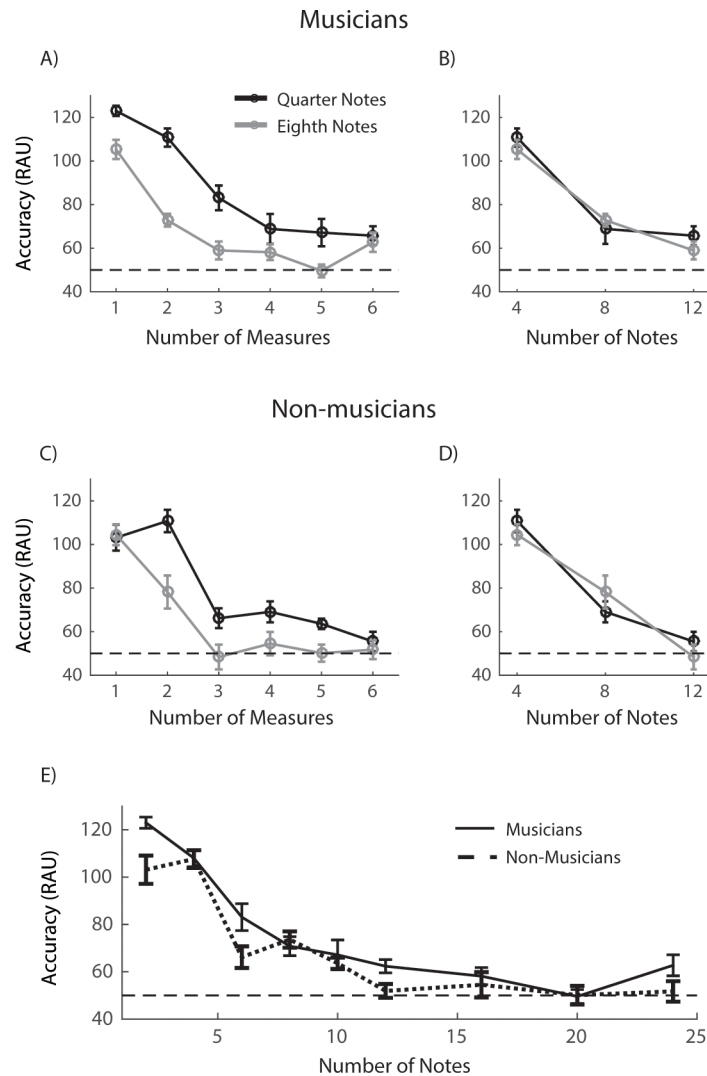 Musicians
A)
B)
Quarter Notes
Eighth Notes
Accuracy (RAU)
120
100
80
60
40
1 2 3 4 5 6
Number of Measures
120
100
80
60
40
4 8 12
Number of Notes
Non-musicians
C)
D)
Accuracy (RAU)
120
100
80
60
40
1 2 3 4 5 6
Number of Measures
120
100
80
60
40
4 8 12
Number of Notes
E)
Musicians
Non-Musicians
Accuracy (RAU)
120
100
80
60
40
5 10 15 20 25
Number of Notes